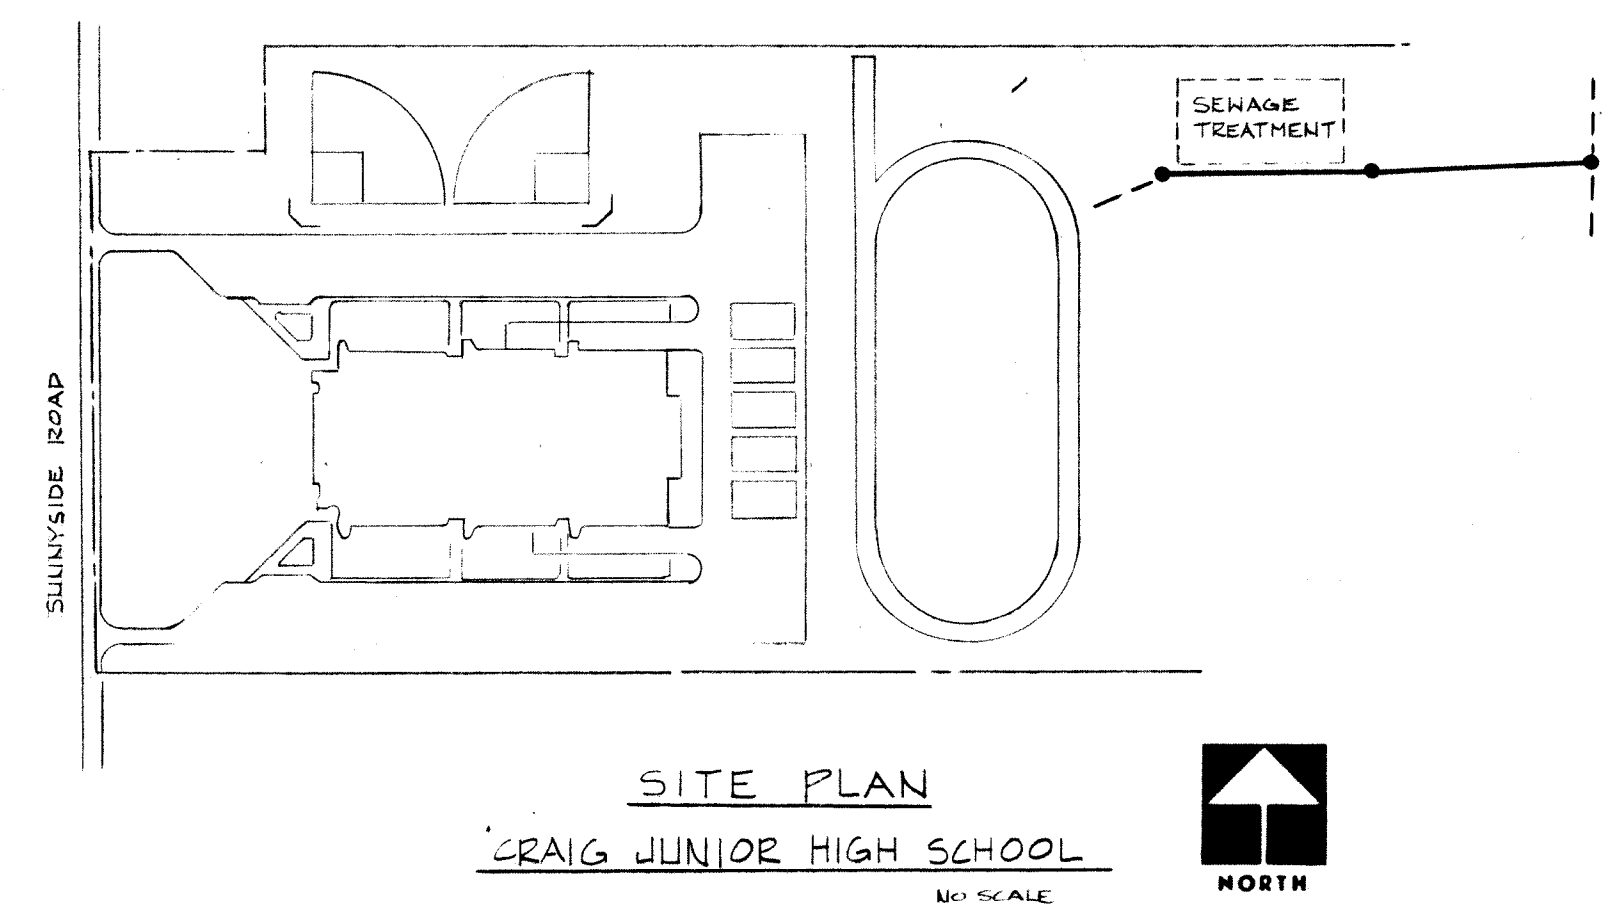 SEWAGE
TREATMENT
SUNNYSIDE ROAD
SITE PLAN
CRAIG JUNIOR HIGH SCHOOL
NO SCALE
NORTH